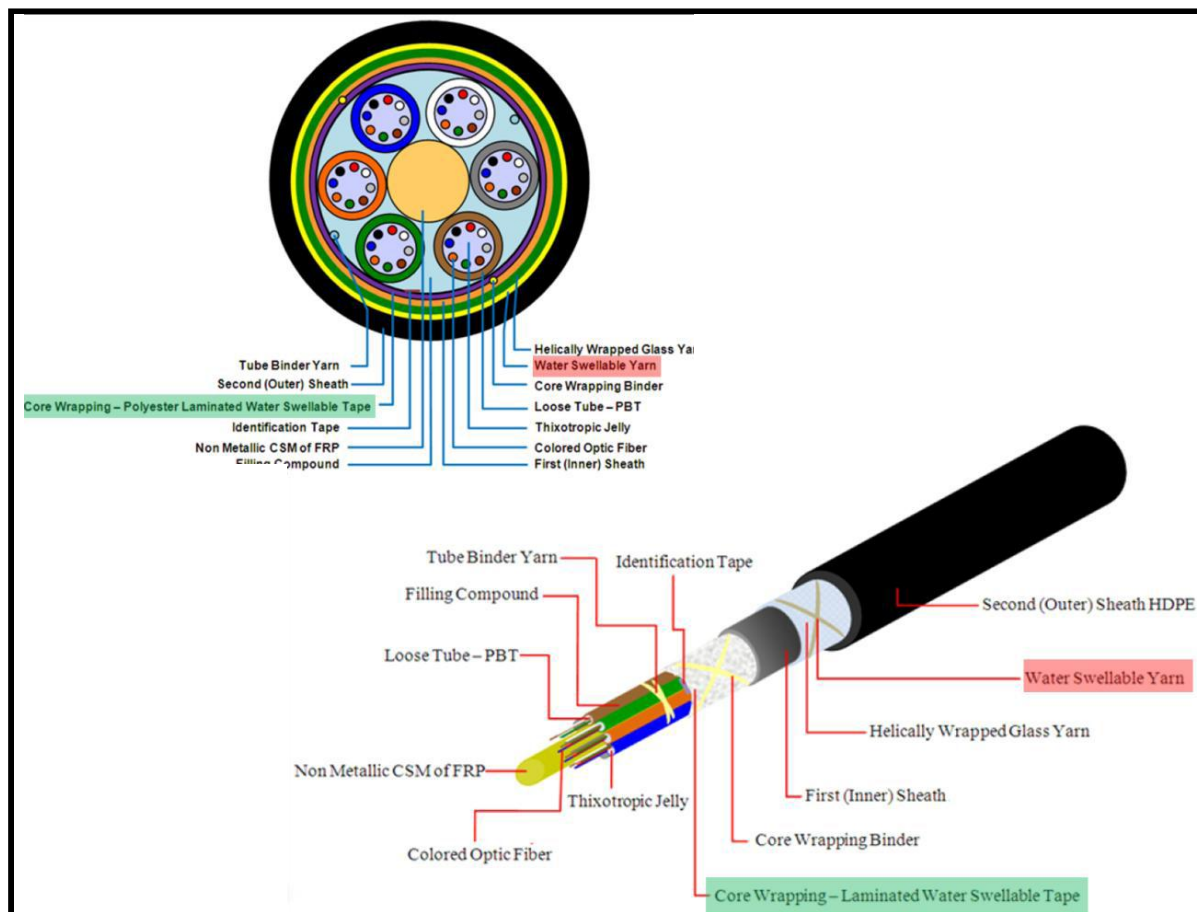 Tube Binder Yarn
Second (Outer) Sheath
Core Wrapping – Polyester Laminated Water Swellable Tape
Identification Tape
Non Metallic CSM of FRP
Filling Compound
Helically Wrapped Glass Ya
Water Swellable Yarn
Core Wrapping Binder
Loose Tube – PBT
Thixotropic Jelly
Colored Optic Fiber
First (Inner) Sheath
Tube Binder Yarn
Identification Tape
Filling Compound
Second (Outer) Sheath HDPE
Loose Tube – PBT
Water Swellable Yarn
Helically Wrapped Glass Yarn
Non Metallic CSM of FRP
Thixotropic Jelly
First (Inner) Sheath
Core Wrapping Binder
Colored Optic Fiber
Core Wrapping – Laminated Water Swellable Tape